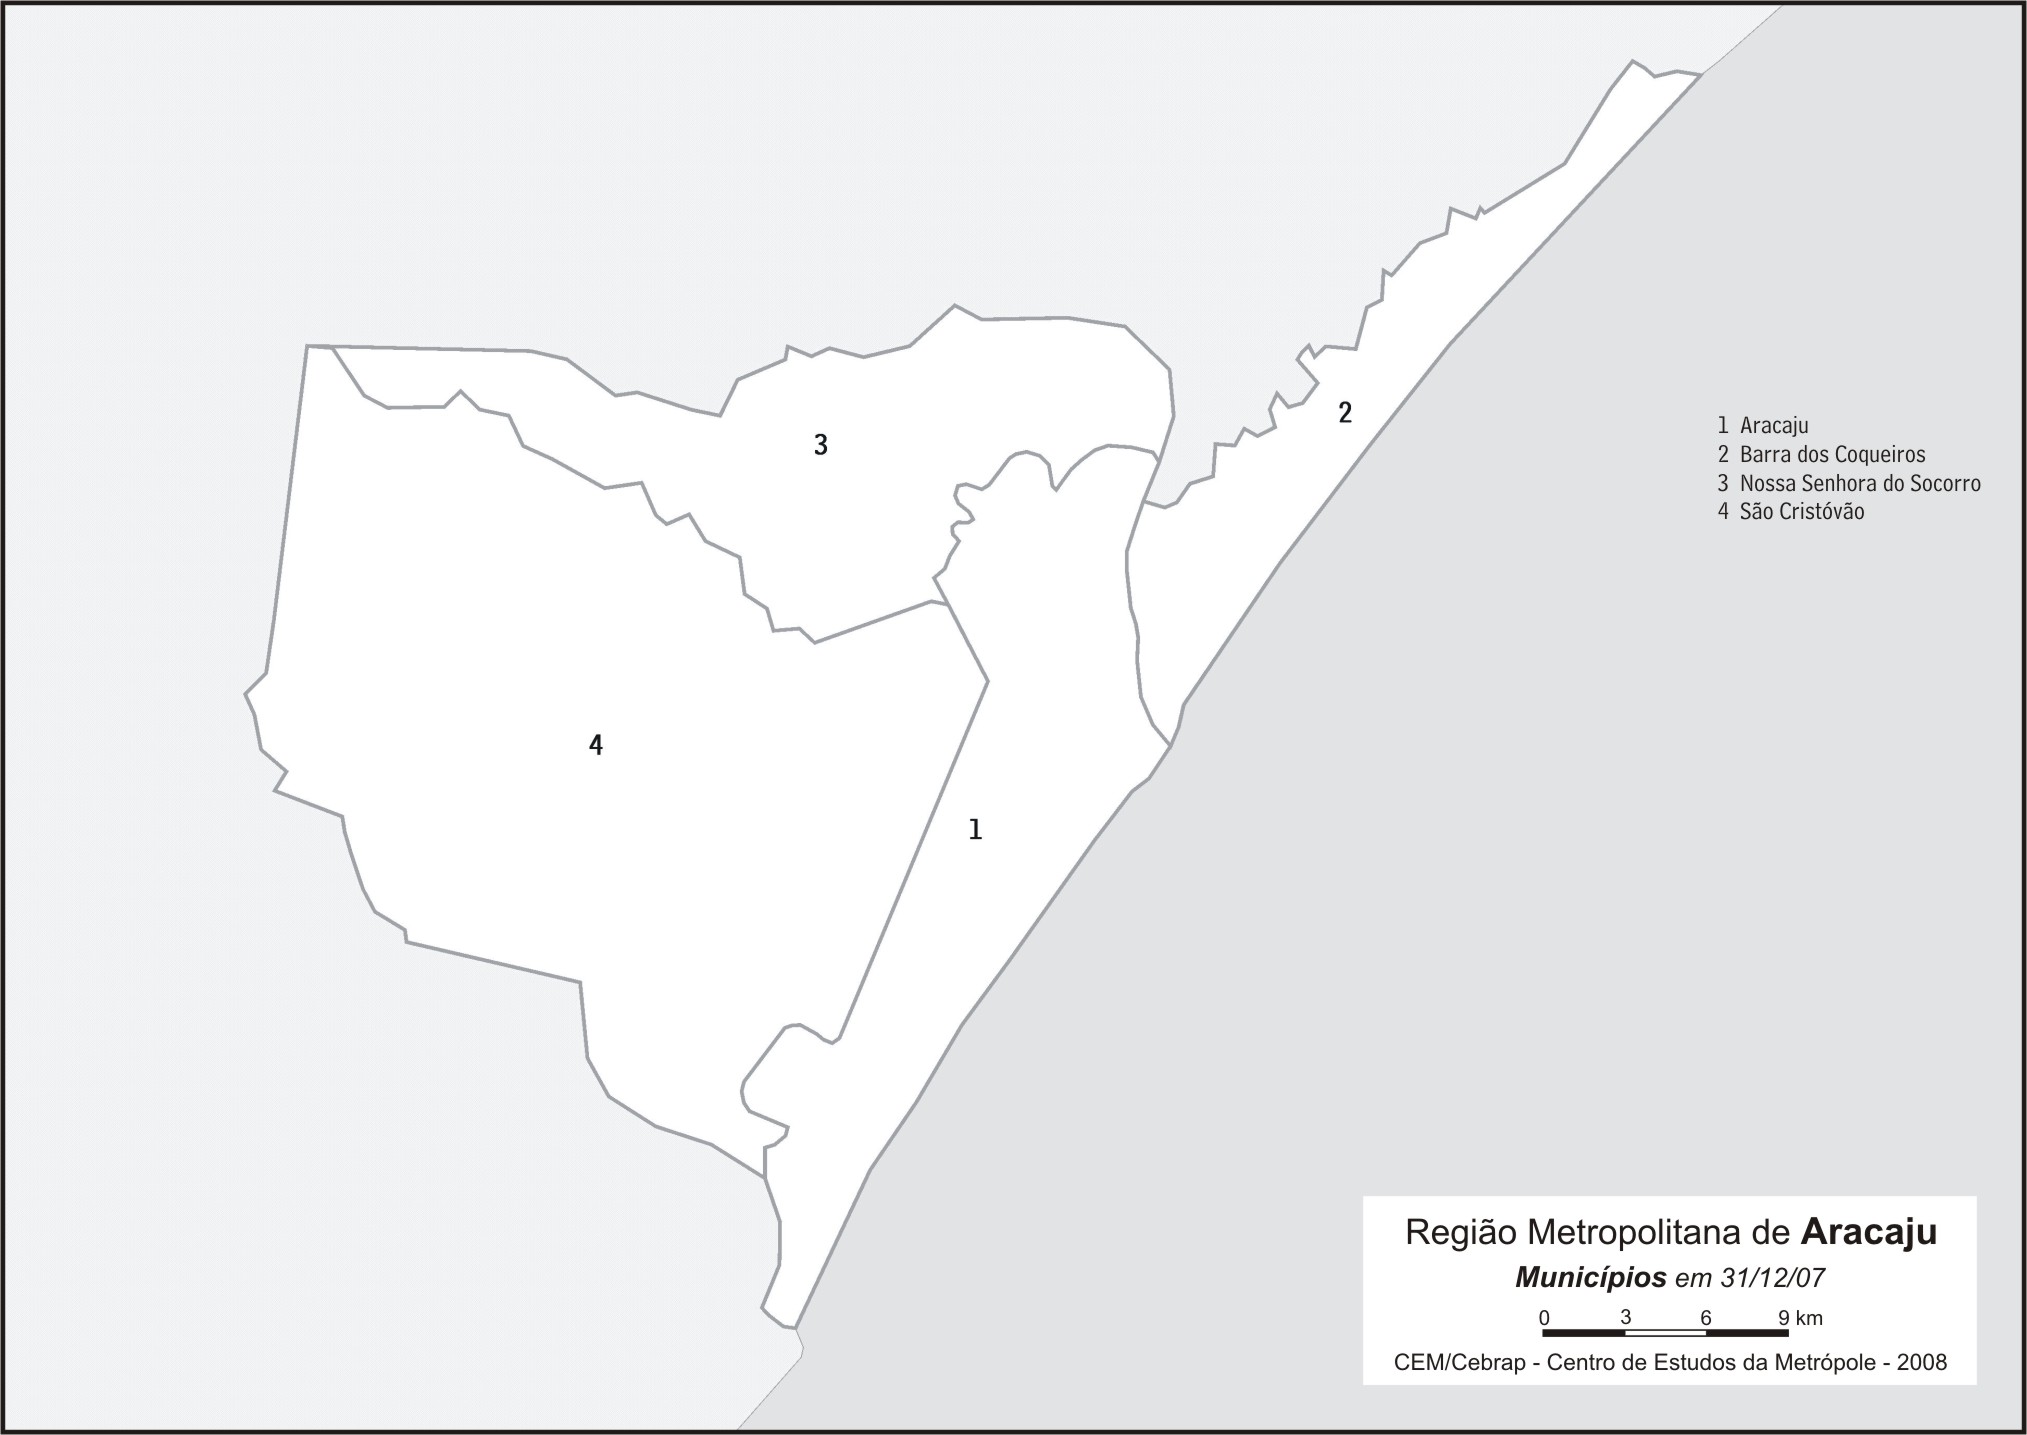 2
3
1 Aracaju
2 Barra dos Coqueiros
3 Nossa Senhora do Socorro
4 São Cristóvão
4
1
Região Metropolitana de Aracaju
Municípios em 31/12/07
0 3 6 9 km
CEM/Cebrap - Centro de Estudos da Metrópole - 2008